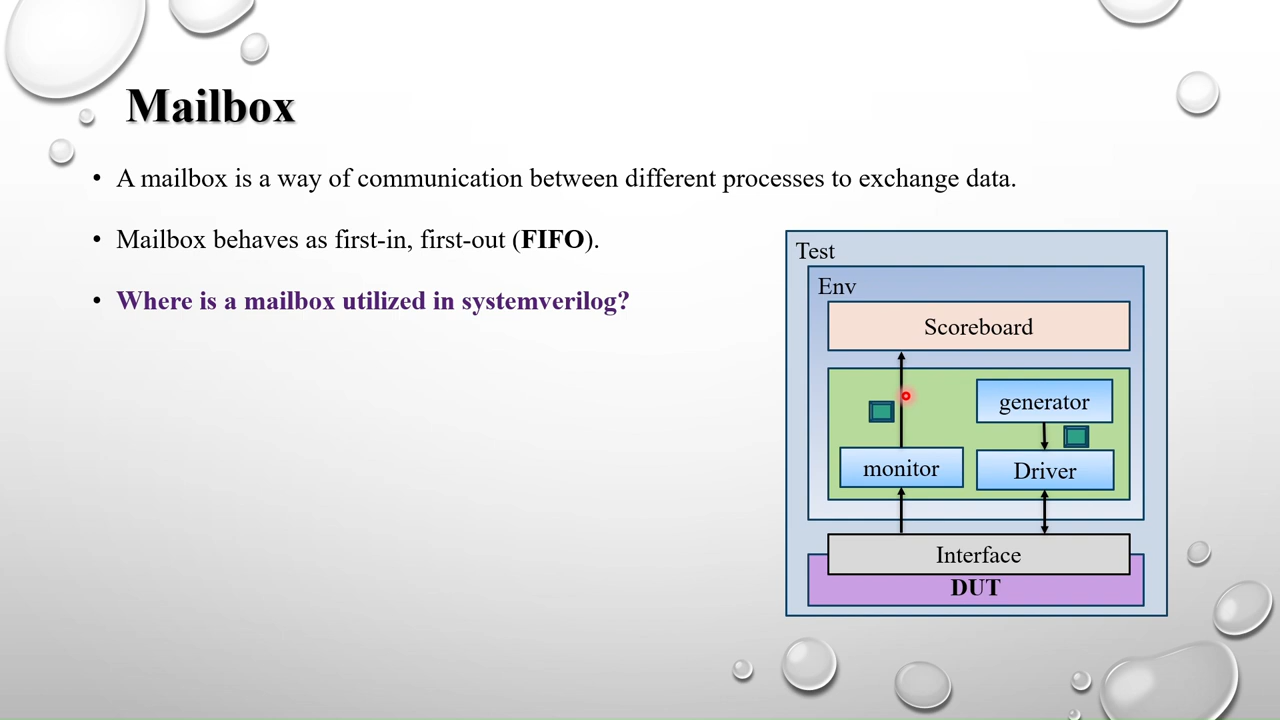 Mailbox
• A mailbox is a way of communication between different processes to exchange data.
• Mailbox behaves as first-in, first-out (FIFO).
• Where is a mailbox utilized in systemverilog?
Test
Env
Scoreboard
generator
monitor
Driver
Interface
DUT